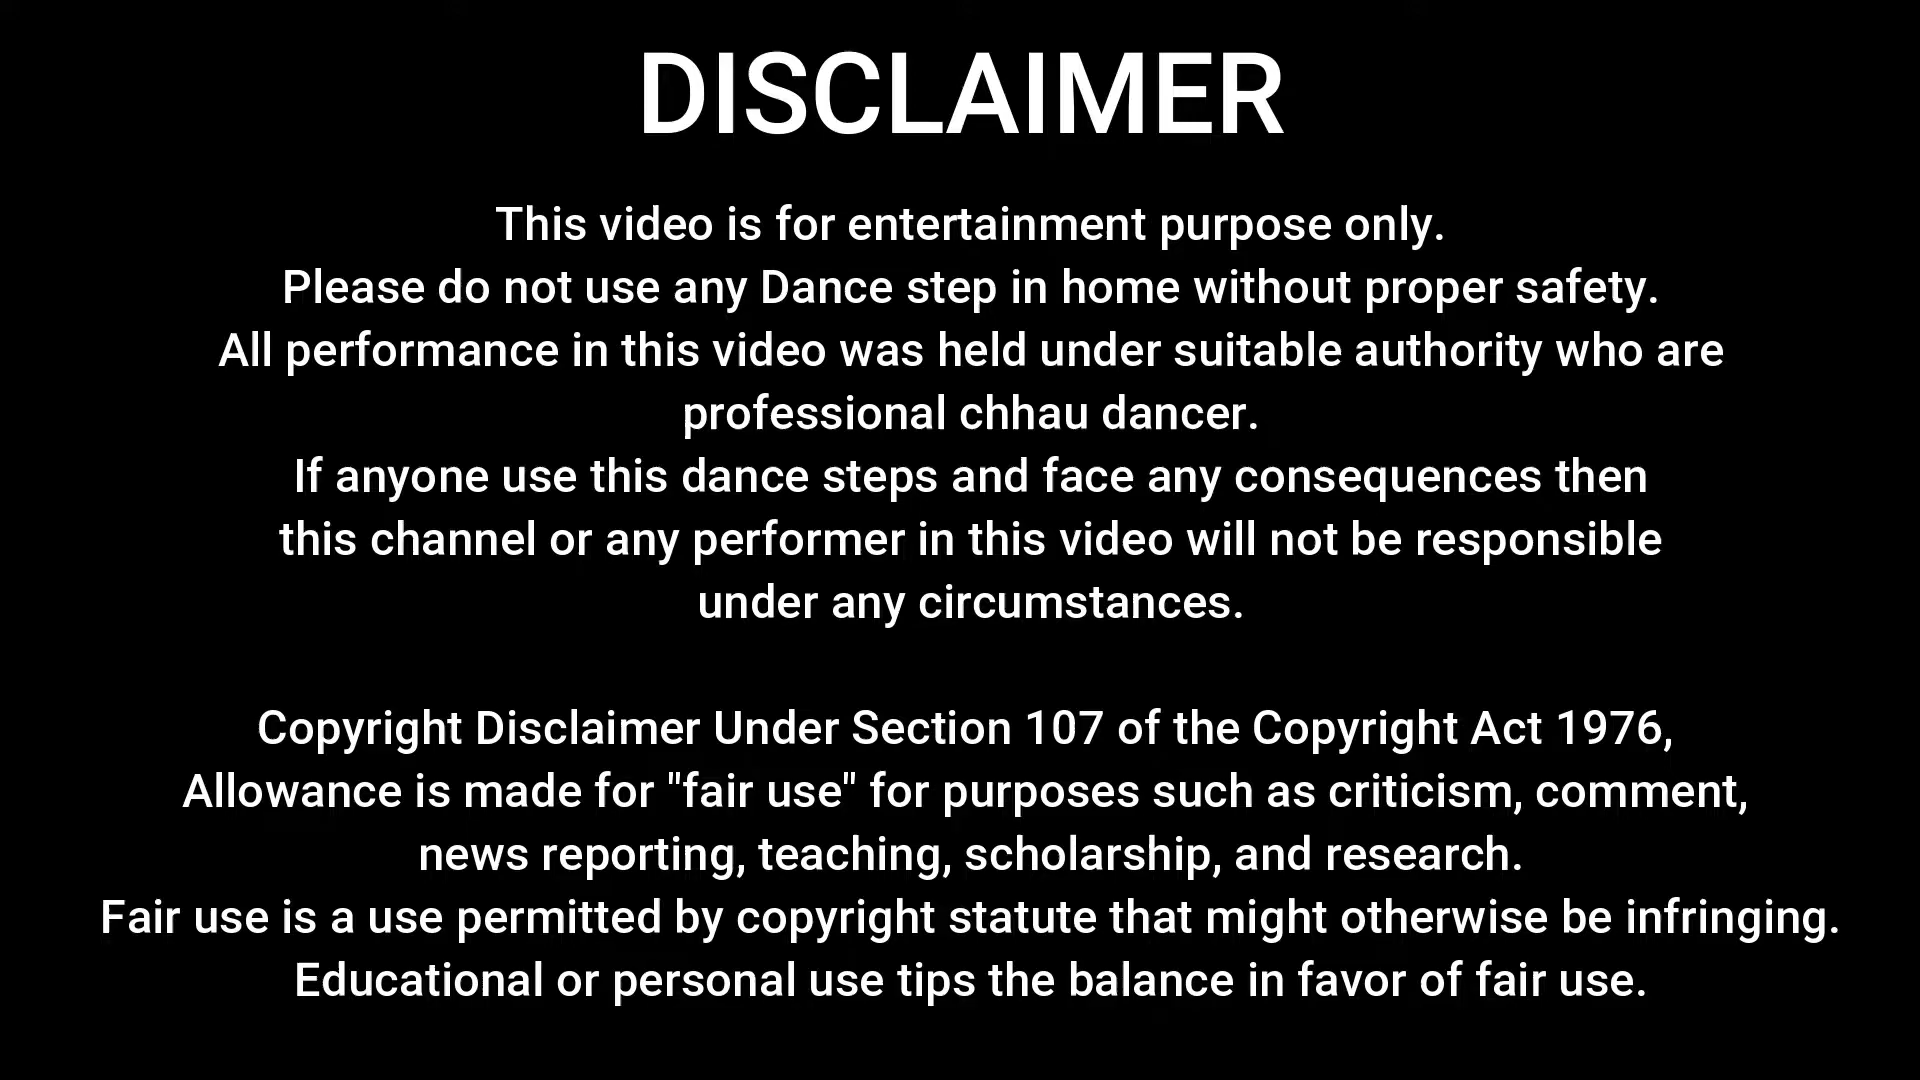 DISCLAIMER
This video is for entertainment purpose only.
Please do not use any Dance step in home without proper safety.
All performance in this video was held under suitable authority who are
professional chhau dancer.
If anyone use this dance steps and face any consequences then
this channel or any performer in this video will not be responsible
under any circumstances.
Copyright Disclaimer Under Section 107 of the Copyright Act 1976,
Allowance is made for "fair use" for purposes such as criticism, comment,
news reporting, teaching, scholarship, and research.
Fair use is a use permitted by copyright statute that might otherwise be infringing.
Educational or personal use tips the balance in favor of fair use.